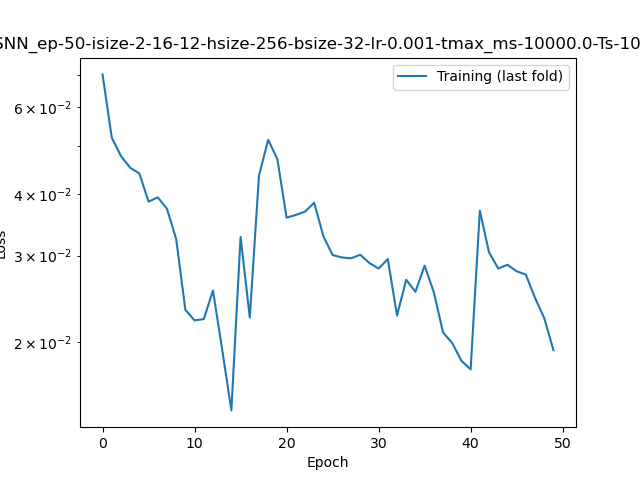 SNN_ep-50-isize-2-16-12-hsize-256-bsize-32-lr-0.001-tmax_ms-10000.0-Ts-10
Training (last fold)
6 × 10⁻²
4 × 10⁻²
3 × 10⁻²
2 × 10⁻²
Loss
0 10 20 30 40 50
Epoch